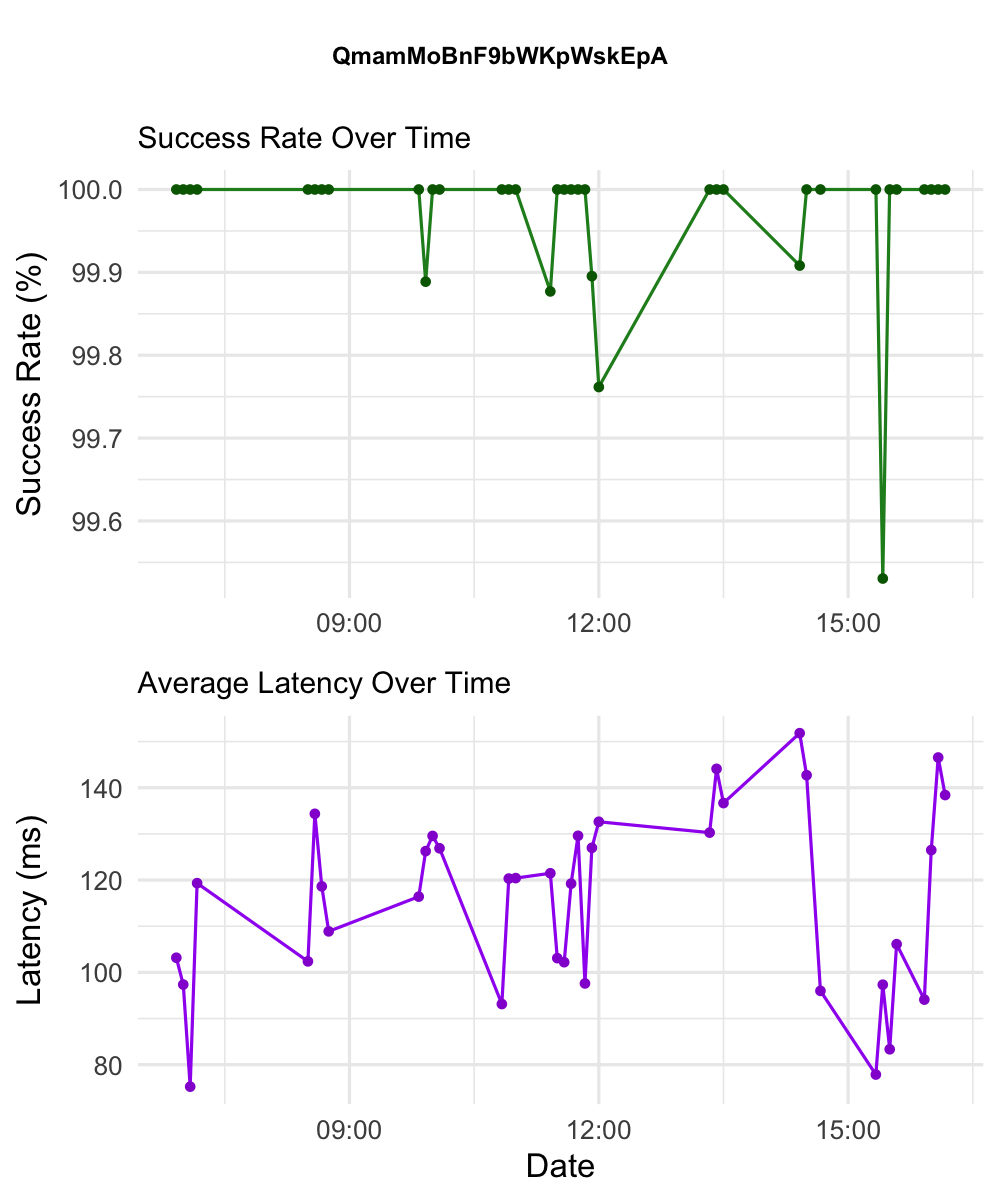 QmamMoBnF9bWKpWskEpA
Success Rate Over Time
Success Rate (%)
100.0
99.9
99.8
99.7
99.6
09:00 12:00 15:00
Average Latency Over Time
Latency (ms)
140
120
100
80
09:00 12:00 15:00
Date